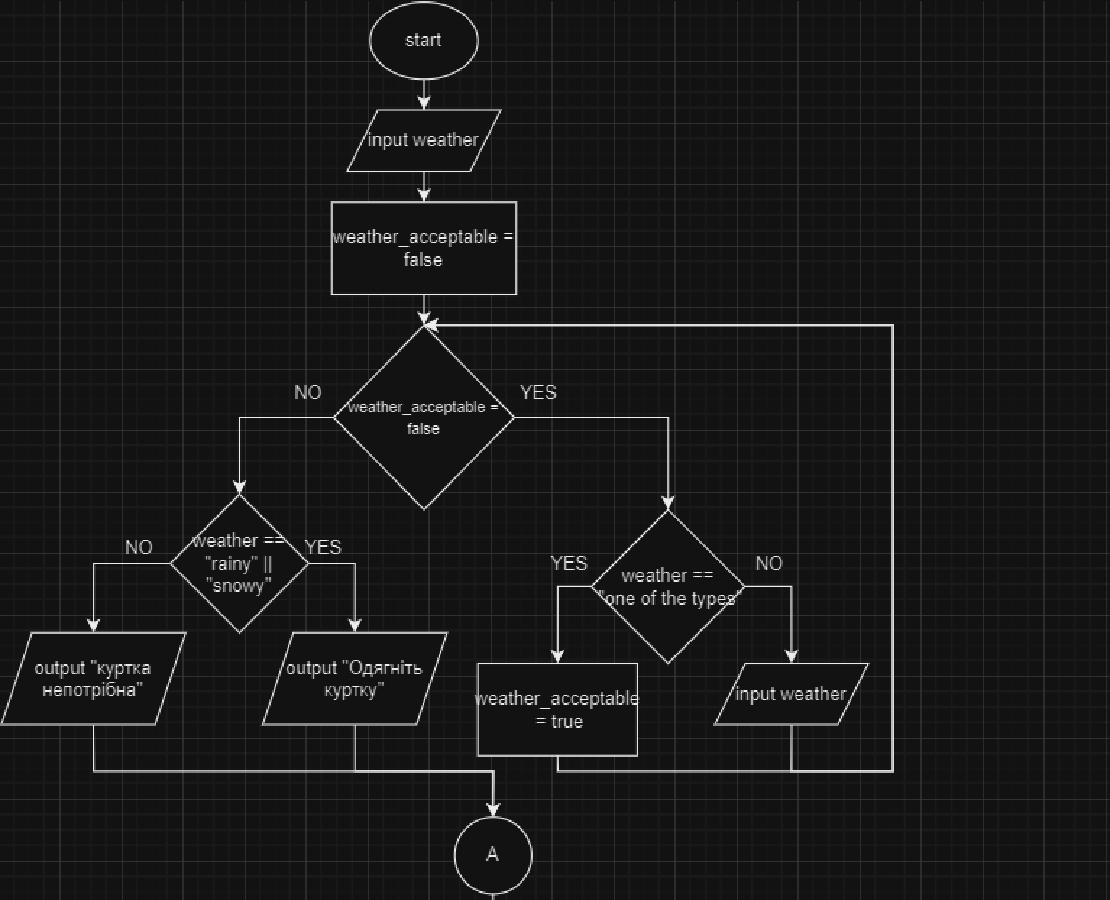 start
input weather
weather_acceptable =
false
NO
YES
weather_acceptable =
false
NO
weather ==
"rainy" ||
"snowy"
YES
YES
weather ==
"one of the types"
NO
output "куртка
непотрібна"
output "Одягніть
куртку"
weather_acceptable
= true
input weather
A